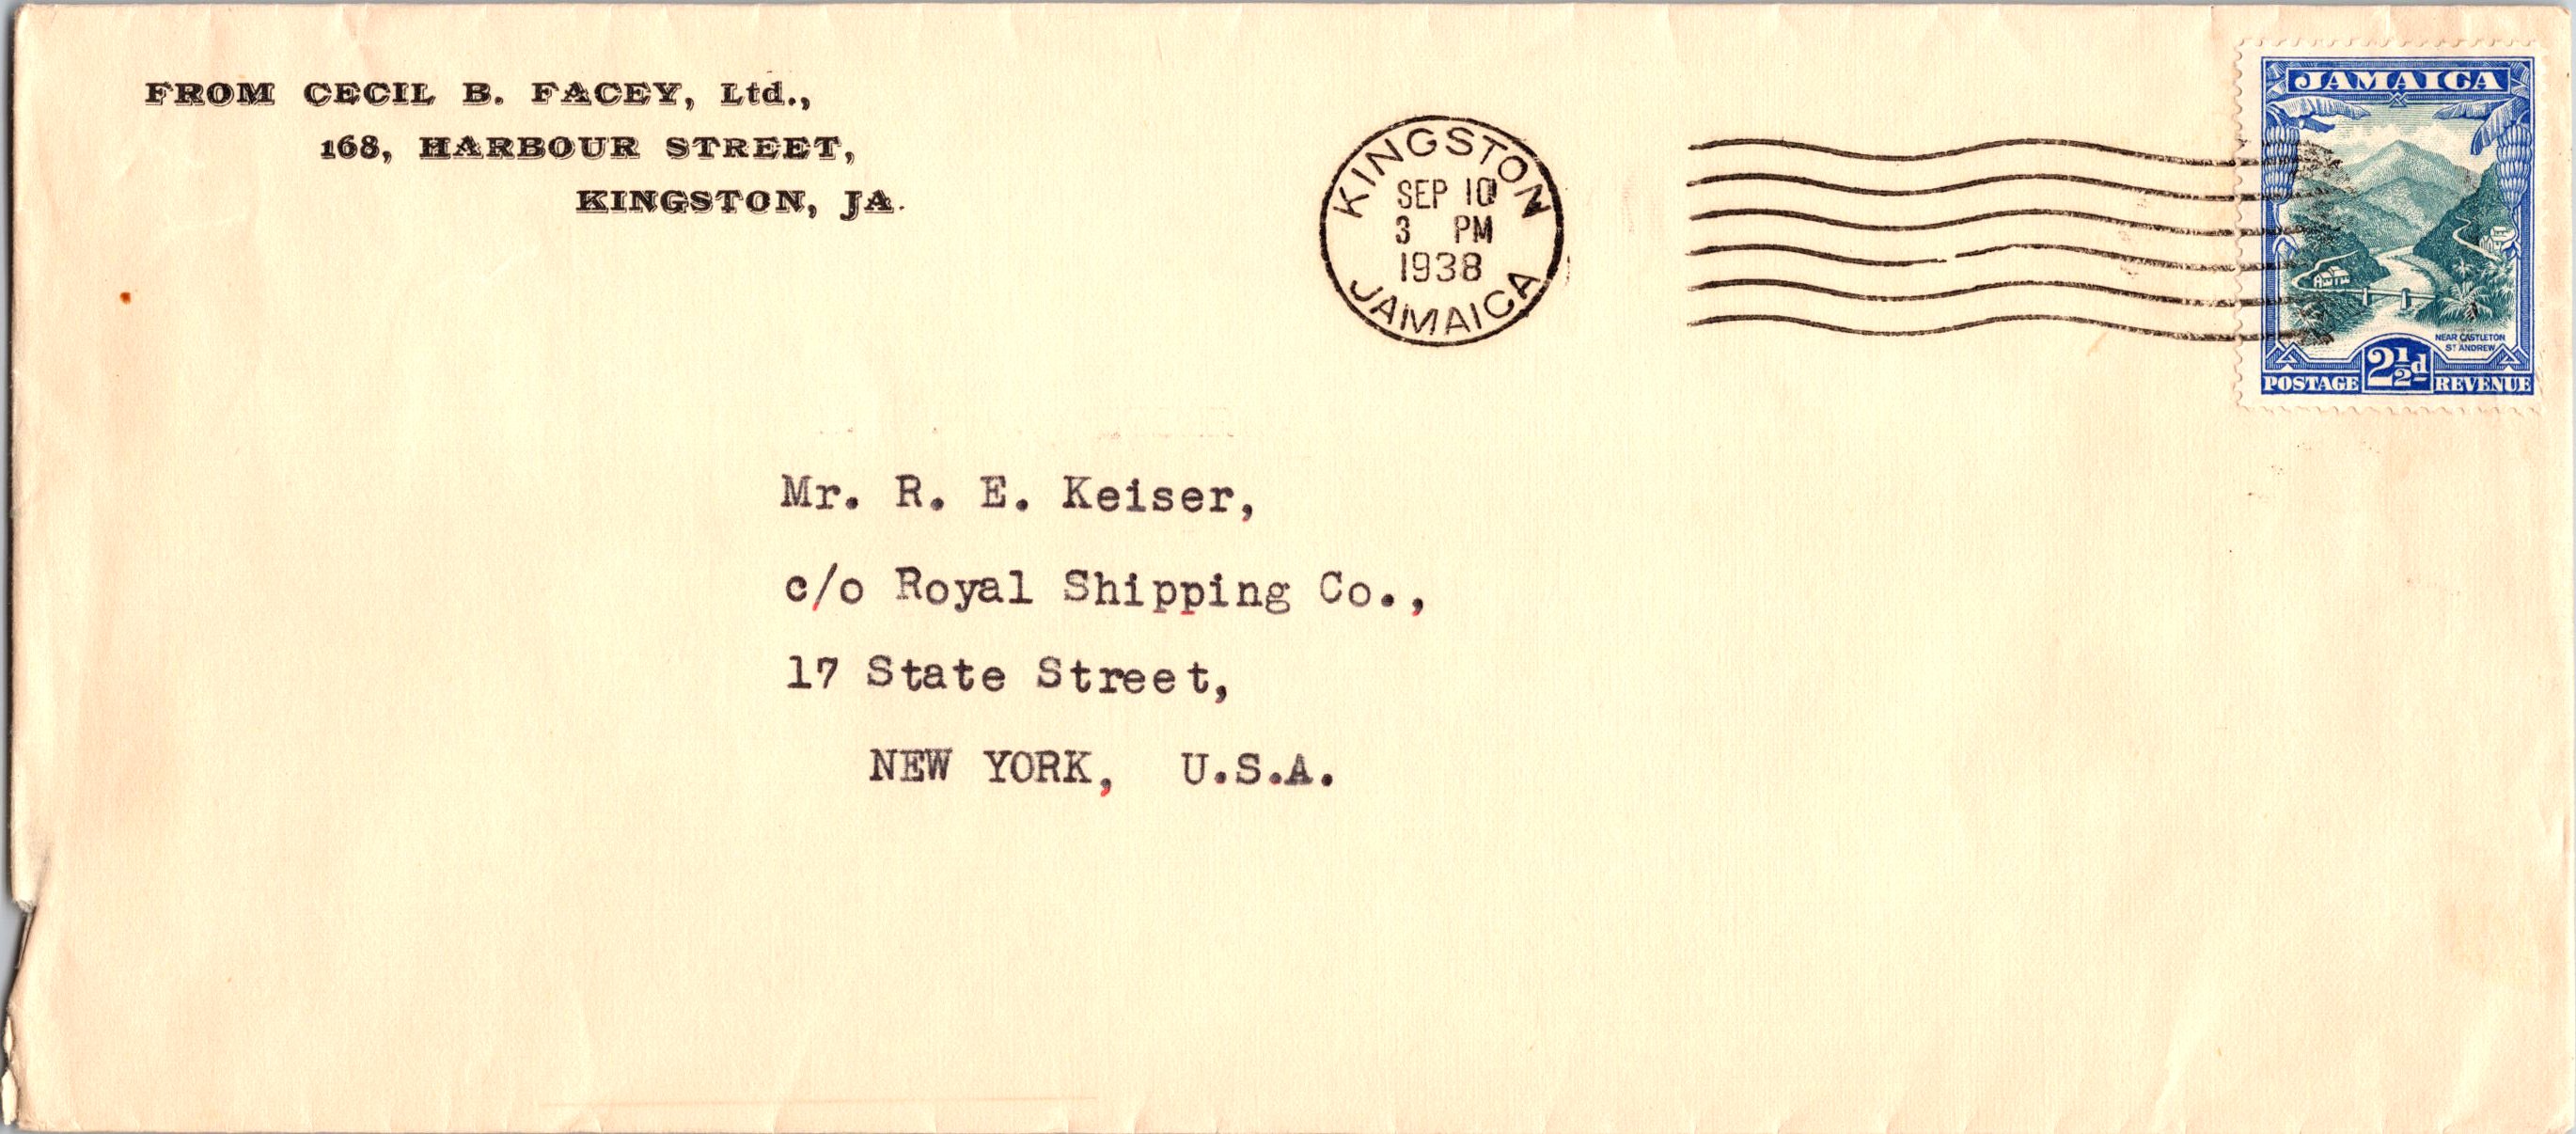 FROM CECIL B. FACEY, Ltd.,
168, HARBOUR STREET,
KINGSTON, JA.
KINGSTON
SEP 10
3 PM
1938
JAMAICA
JAMAICA
NEAR CASTLETON
ST ANDREW
POSTAGE 2½d REVENUE
Mr. R. E. Keiser,
c/o Royal Shipping Co.,
17 State Street,
NEW YORK, U.S.A.